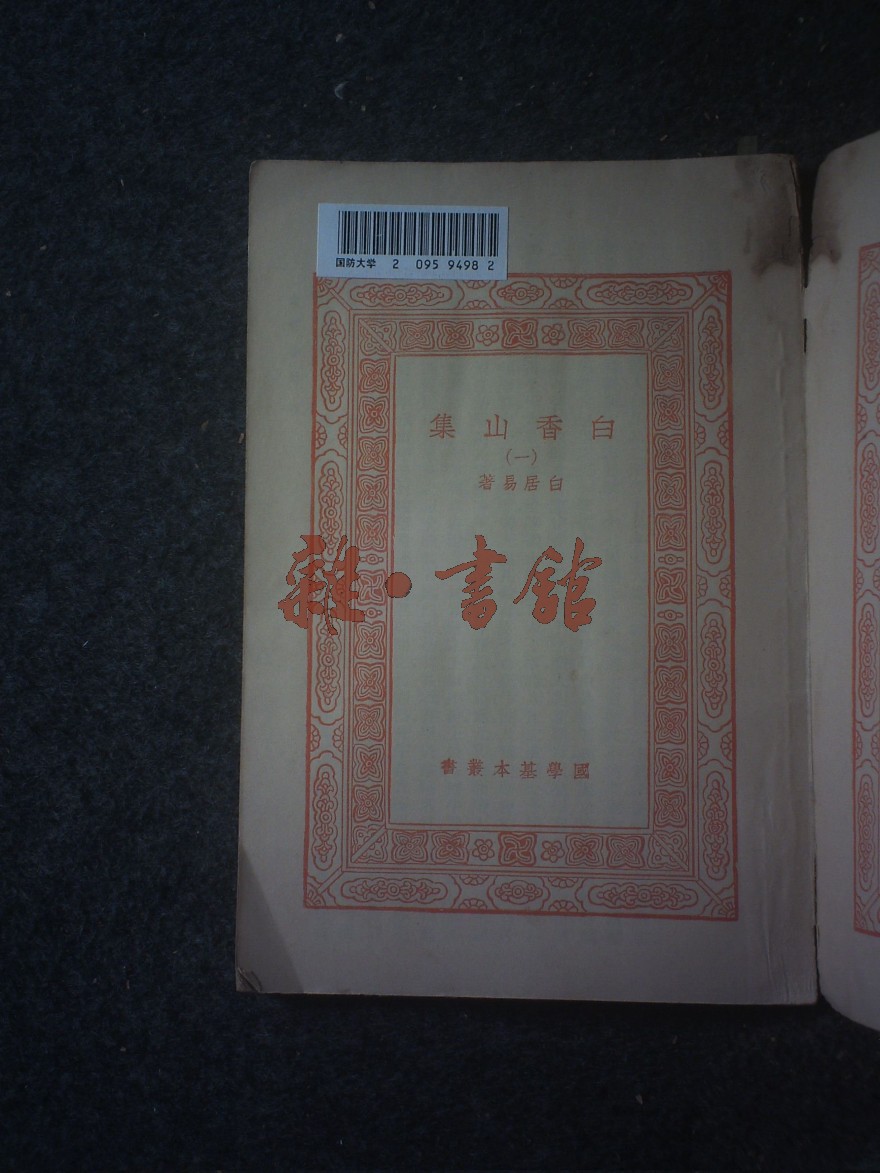 国防大学 2 095 9498 2
白香山集
(一)
白居易著
雜·書館
國學基本叢書